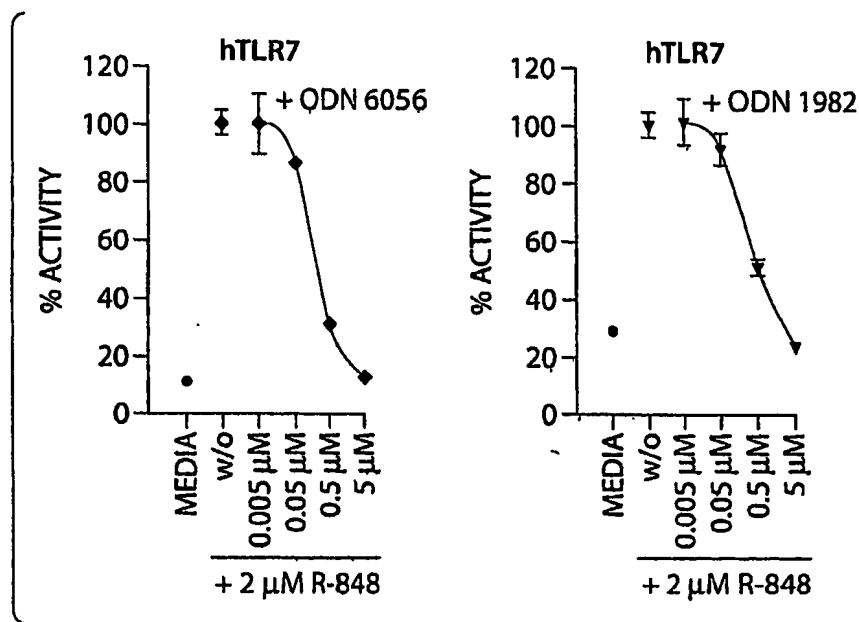 hTLR7
120
100
80
60
40
20
0
% ACTIVITY
+ ODN 6056
MEDIA
w/o
0.005 µM
0.05 µM
0.5 µM
5 µM
+ 2 µM R-848
hTLR7
120
100
80
60
40
20
0
% ACTIVITY
+ ODN 1982
MEDIA
w/o
0.005 µM
0.05 µM
0.5 µM
5 µM
+ 2 µM R-848